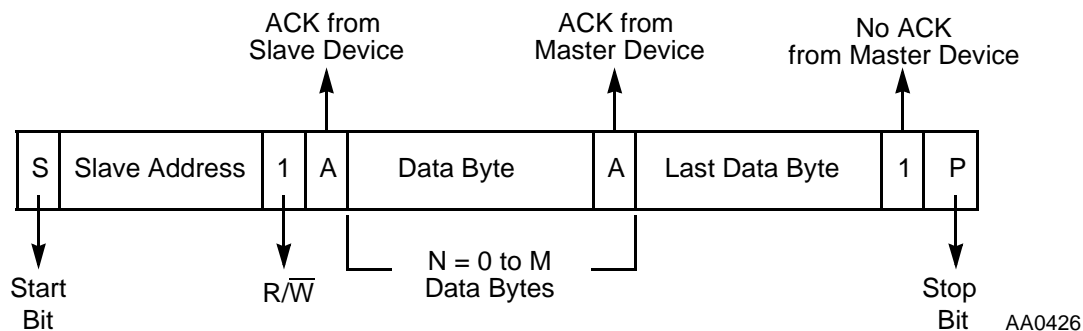 ACK from
Slave Device
ACK from
Master Device
No ACK
from Master Device
S Slave Address 1 A Data Byte A Last Data Byte 1 P
N = 0 to M
Data Bytes
Start
Bit
R/W̅
Stop
Bit
AA0426